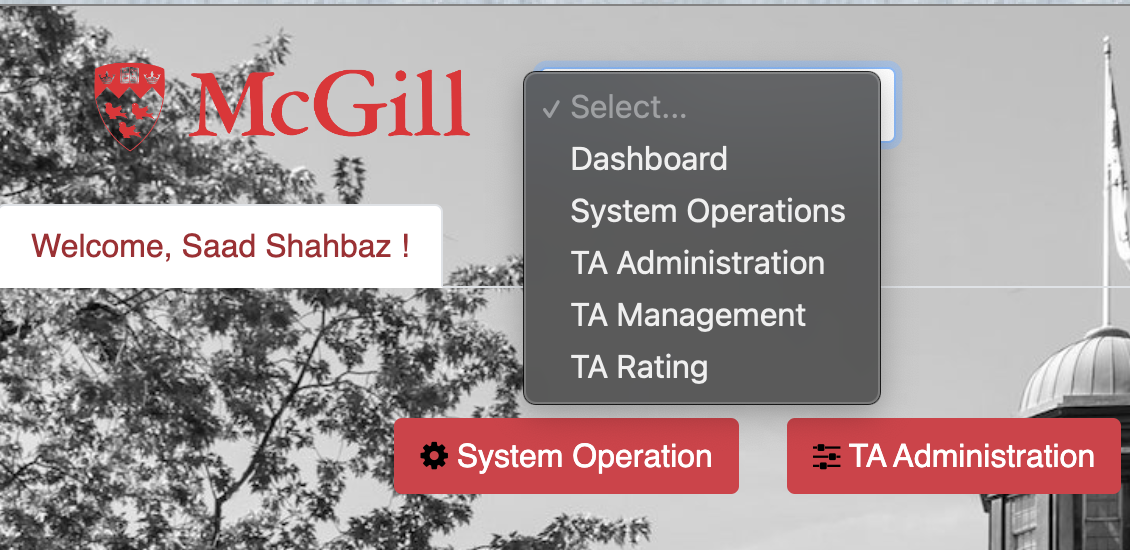 McGill
✓ Select...
Dashboard
System Operations
TA Administration
TA Management
TA Rating
Welcome, Saad Shahbaz !
System Operation
TA Administration